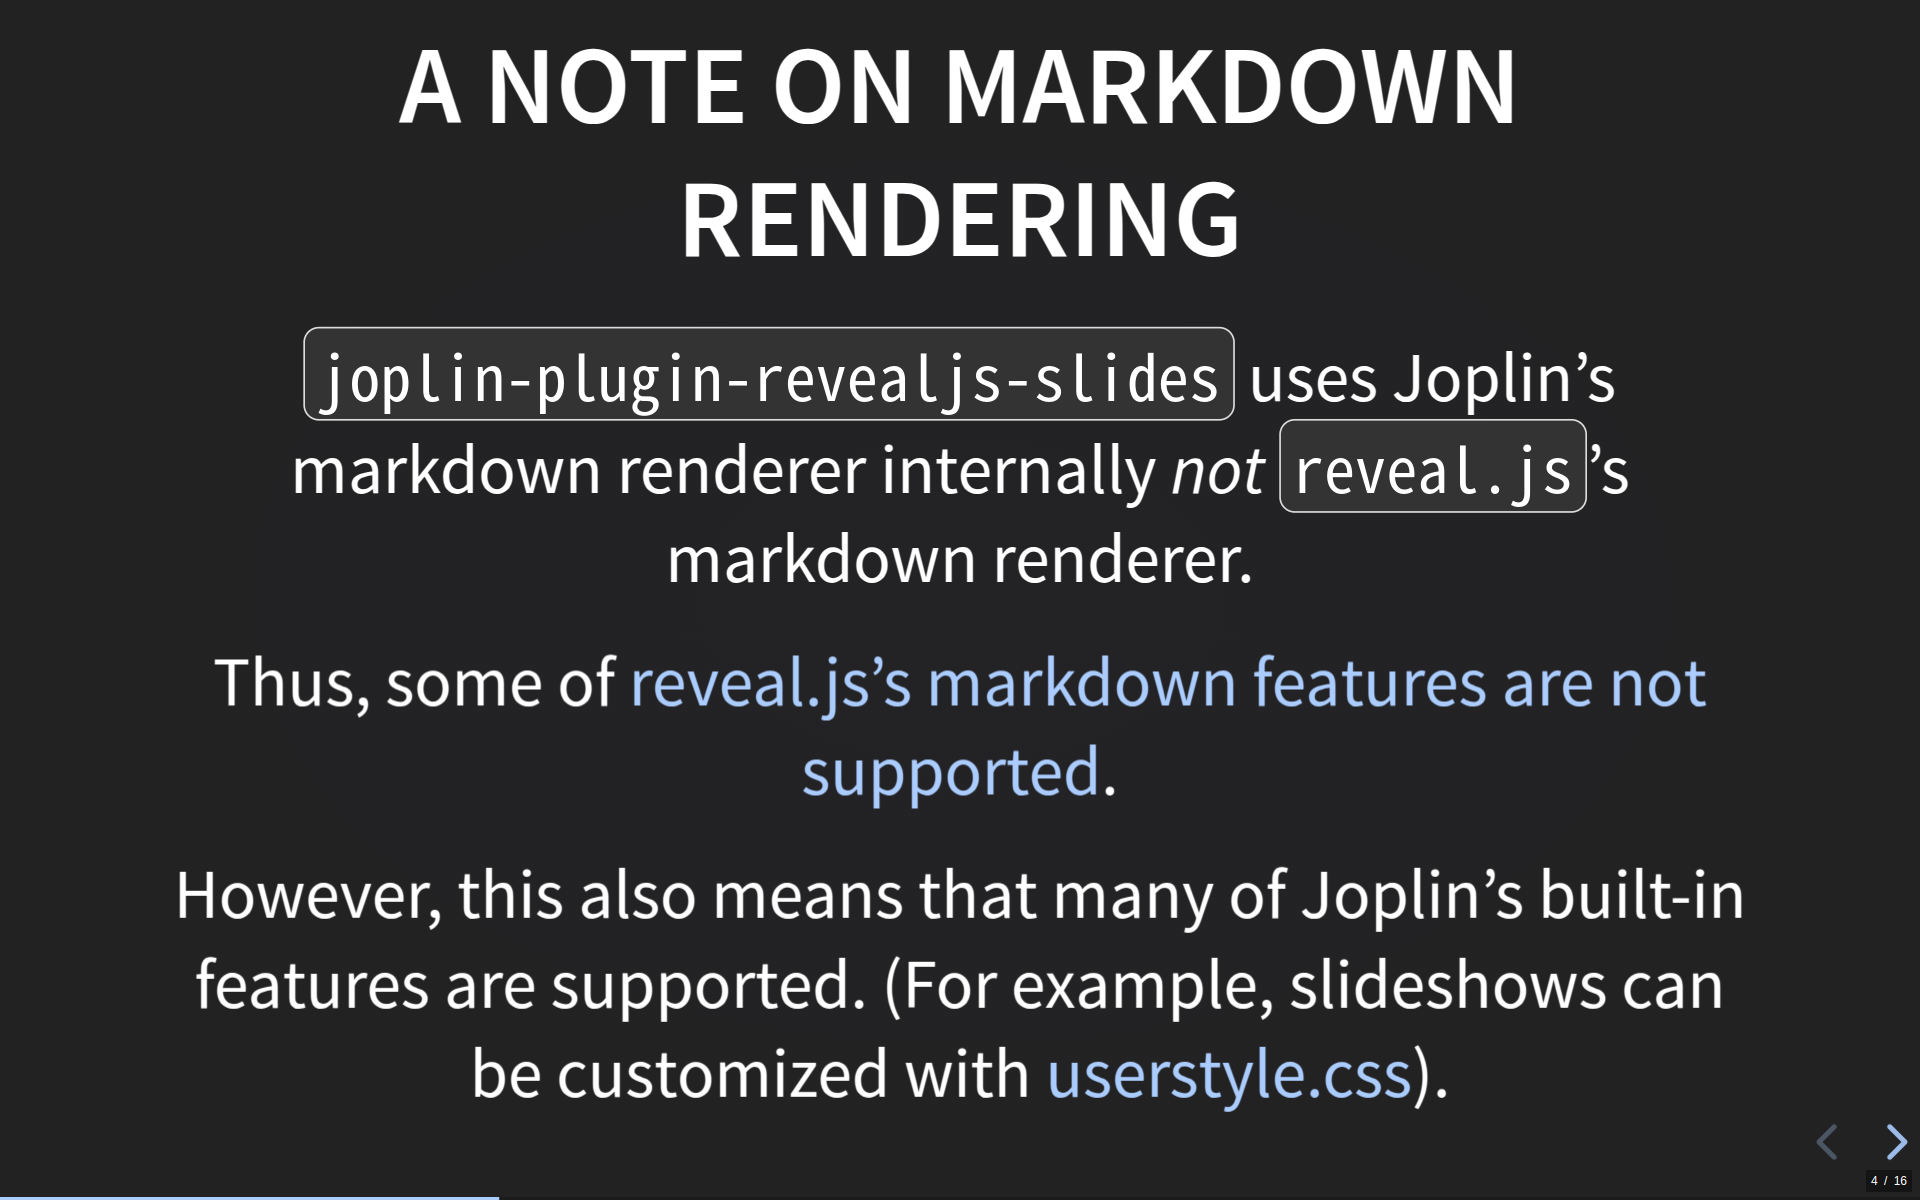 A NOTE ON MARKDOWN
RENDERING
joplin-plugin-revealjs-slides uses Joplin’s
markdown renderer internally not reveal.js’s
markdown renderer.
Thus, some of reveal.js’s markdown features are not
supported.
However, this also means that many of Joplin’s built-in
features are supported. (For example, slideshows can
be customized with userstyle.css).
4 / 16